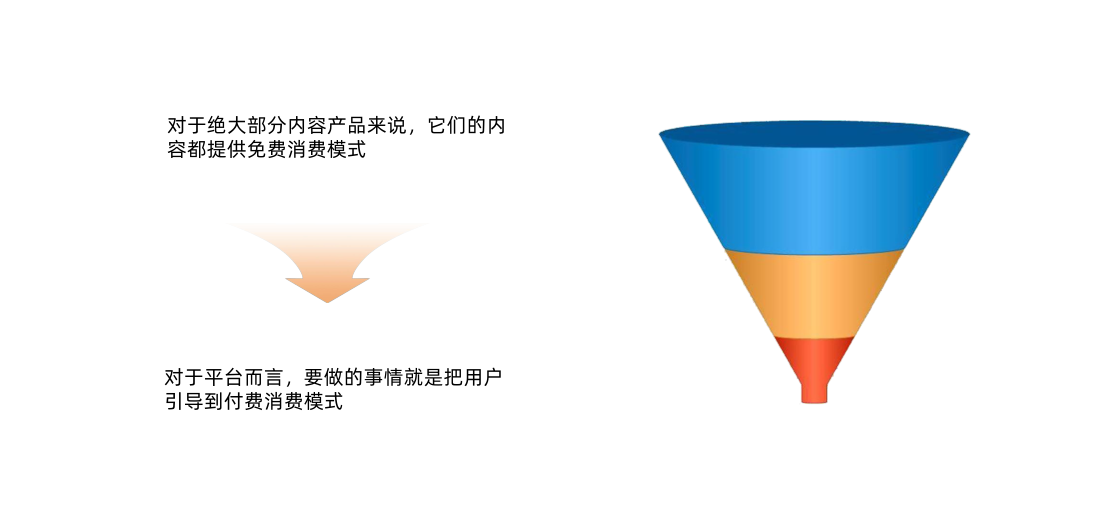 对于绝大部分内容产品来说，它们的内
容都提供免费消费模式
对于平台而言，要做的事情就是把用户
引导到付费消费模式